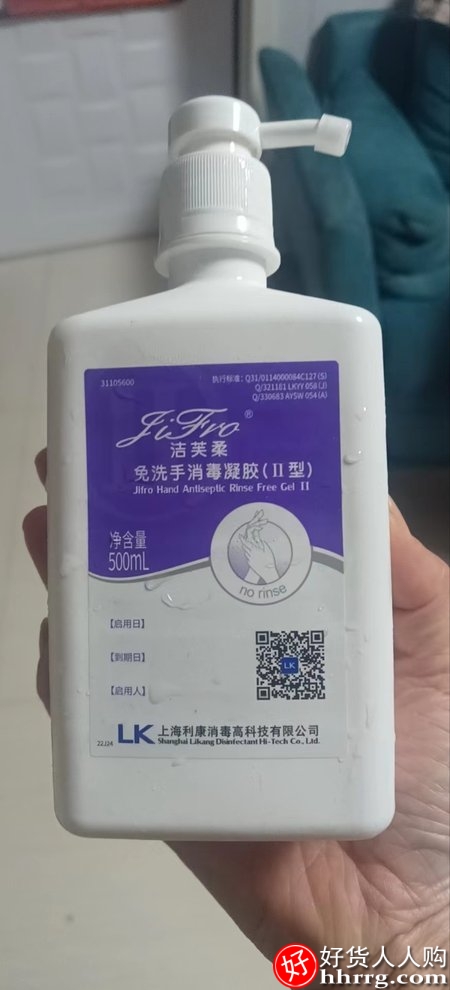 31105600
执行标准：Q31/0114000084C127(S)
Q/321181 LKYY 058 (J)
Q/330683 AYSW 054 (A)
JiFro®
洁芙柔
免洗手消毒凝胶(II型)
Jifro Hand Antiseptic Rinse Free Gel II
净含量
500mL
no rinse
【启用日】
【到期日】
【启用人】
LK
22J24
LK 上海利康消毒高科技有限公司
Shanghai Likang Disinfectant Hi-Tech Co., Ltd.
好 好货人人购
hhrrg.com